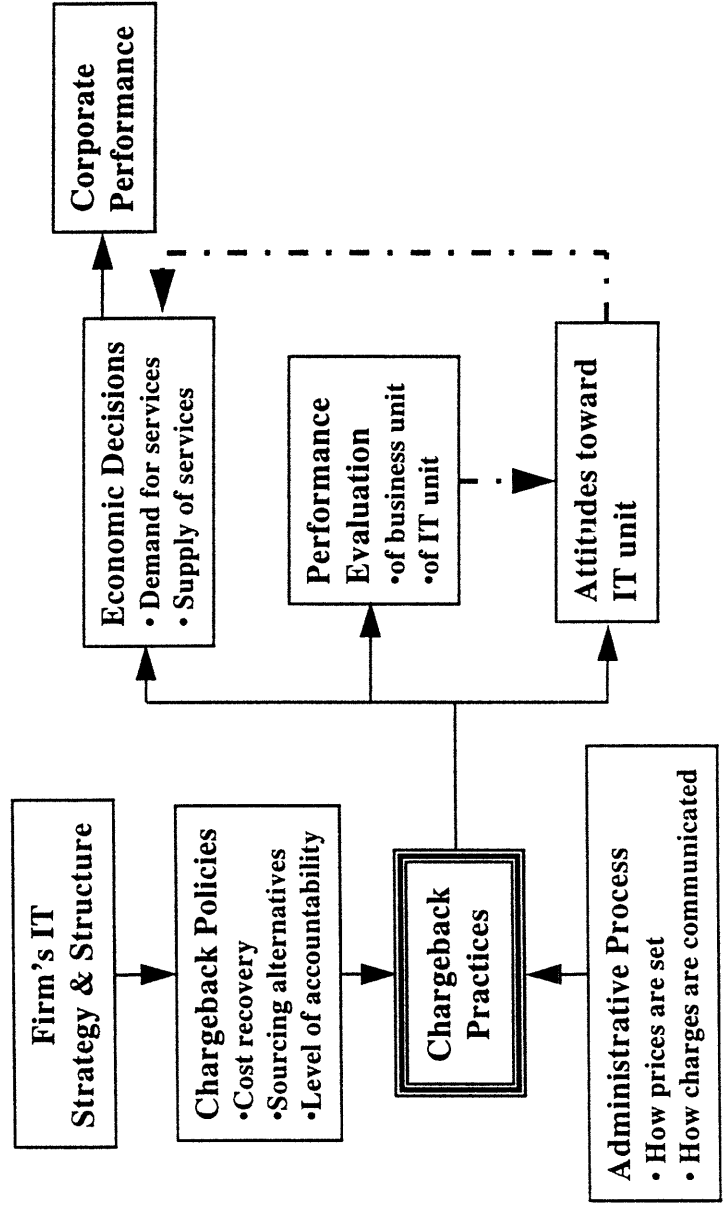 Firm's IT
Strategy & Structure
Chargeback Policies
•Cost recovery
•Sourcing alternatives
•Level of accountability
Chargeback
Practices
Administrative Process
• How prices are set
• How charges are communicated
Economic Decisions
• Demand for services
• Supply of services
Performance
Evaluation
•of business unit
•of IT unit
Attitudes toward
IT unit
Corporate
Performance